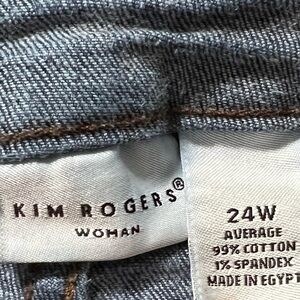 KIM ROGERS®
WOMAN
24W
AVERAGE
99% COTTON
1% SPANDEX
MADE IN EGYPT